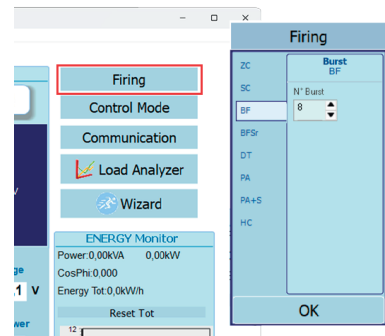 Firing
Control Mode
Communication
Load Analyzer
Wizard
ENERGY Monitor
Power:0,00kVA 0,00kW
CosPhi:0,000
Energy Tot:0,0kW/h
Reset Tot
12
V
ge
,1 V
wer
Firing
ZC
SC
BF
BFSr
DT
PA
PA+S
HC
Burst
BF
N° Burst
8
OK